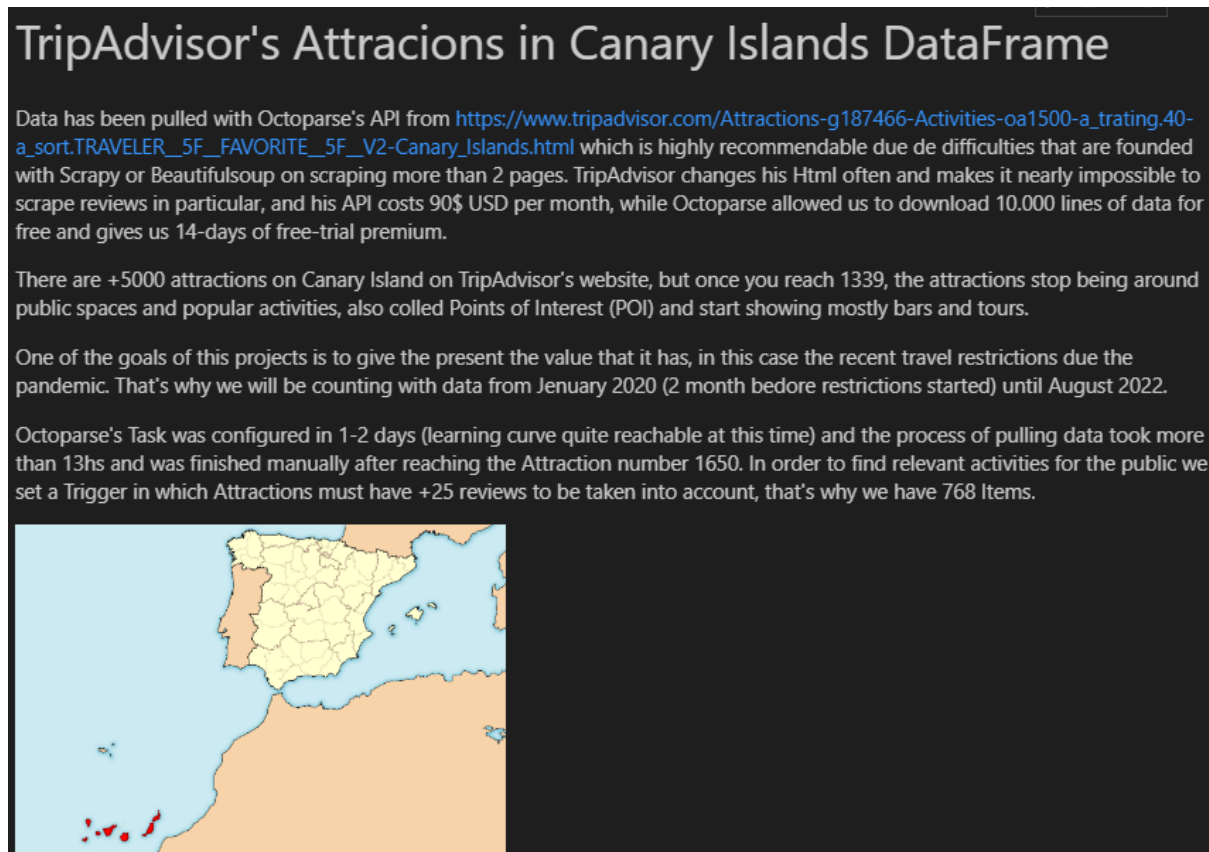 TripAdvisor's Attracions in Canary Islands DataFrame
Data has been pulled with Octoparse's API from https://www.tripadvisor.com/Attractions-g187466-Activities-oa1500-a_trating.40-
a_sort.TRAVELER__5F__FAVORITE__5F__V2-Canary_Islands.html which is highly recommendable due de difficulties that are founded
with Scrapy or Beautifulsoup on scraping more than 2 pages. TripAdvisor changes his Html often and makes it nearly impossible to
scrape reviews in particular, and his API costs 90$ USD per month, while Octoparse allowed us to download 10.000 lines of data for
free and gives us 14-days of free-trial premium.
There are +5000 attractions on Canary Island on TripAdvisor's website, but once you reach 1339, the attractions stop being around
public spaces and popular activities, also colled Points of Interest (POI) and start showing mostly bars and tours.
One of the goals of this projects is to give the present the value that it has, in this case the recent travel restrictions due the
pandemic. That's why we will be counting with data from Jenuary 2020 (2 month bedore restrictions started) until August 2022.
Octoparse's Task was configured in 1-2 days (learning curve quite reachable at this time) and the process of pulling data took more
than 13hs and was finished manually after reaching the Attraction number 1650. In order to find relevant activities for the public we
set a Trigger in which Attractions must have +25 reviews to be taken into account, that's why we have 768 Items.